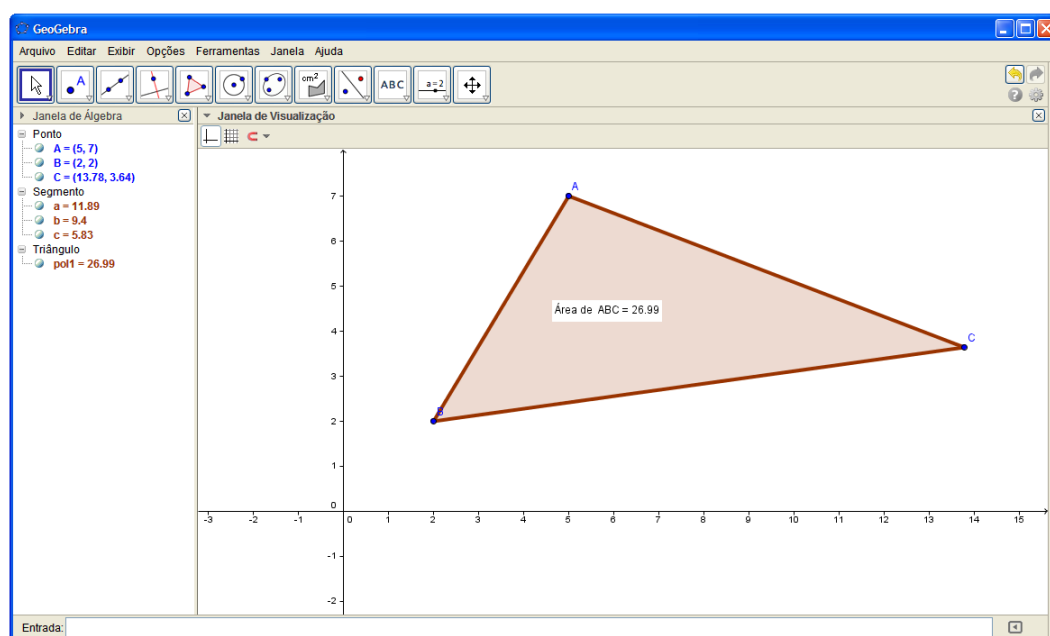 GeoGebra
Arquivo Editar Exibir Opções Ferramentas Janela Ajuda
A cm² ABC a=2
Janela de Álgebra
Janela de Visualização
Ponto
A = (5, 7)
B = (2, 2)
C = (13.78, 3.64)
Segmento
a = 11.89
b = 9.4
c = 5.83
Triângulo
pol1 = 26.99
A
7
6
5
Área de ABC = 26.99
4
C
3
B
2
1
0
-3 -2 -1 0 1 2 3 4 5 6 7 8 9 10 11 12 13 14 15
-1
-2
Entrada: